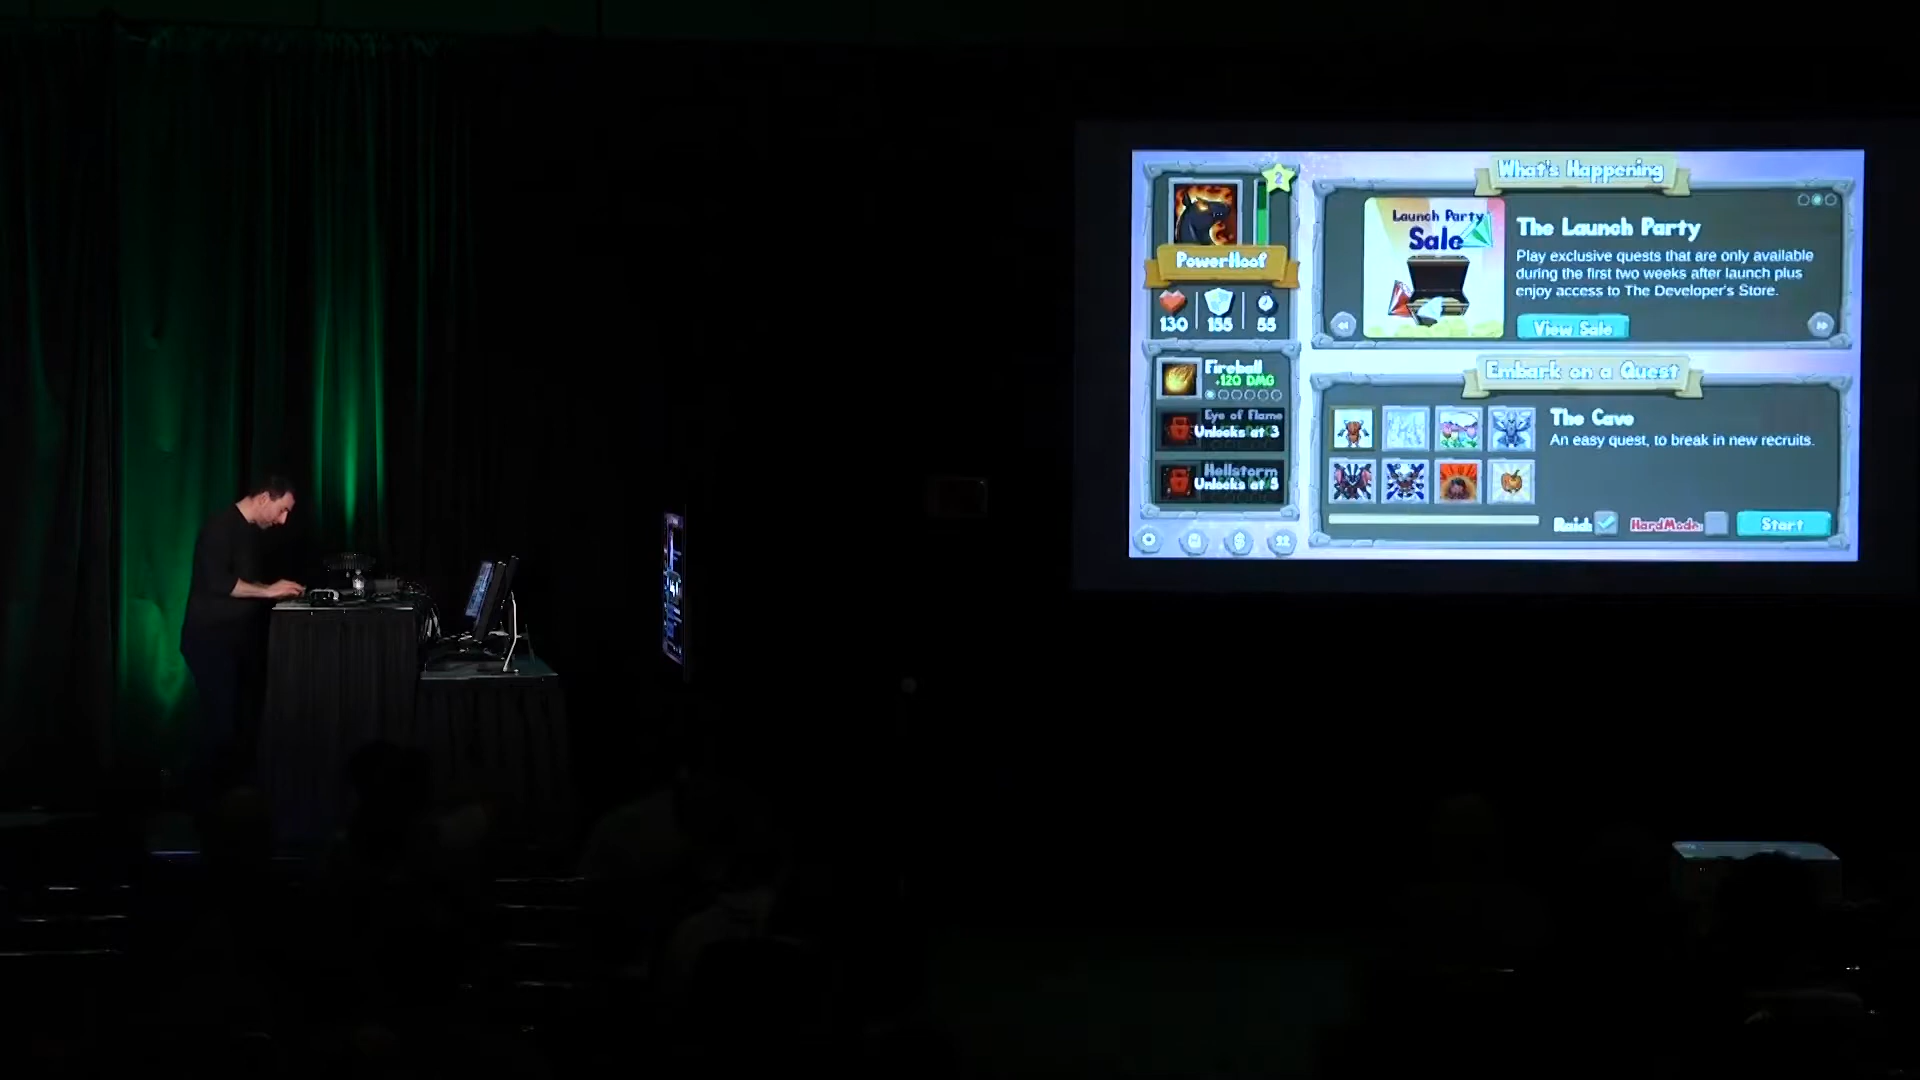 2
PowerHoof
130
155
55
Fireball
+120 DMG
Eye of Flame
Unlocks at 3
Hellstorm
Unlocks at 5
What's Happening
Launch Party
Sale
The Launch Party
Play exclusive quests that are only available
during the first two weeks after launch plus
enjoy access to The Developer's Store.
View Sale
Embark on a Quest
The Cave
An easy quest, to break in new recruits.
HardMode:
Start